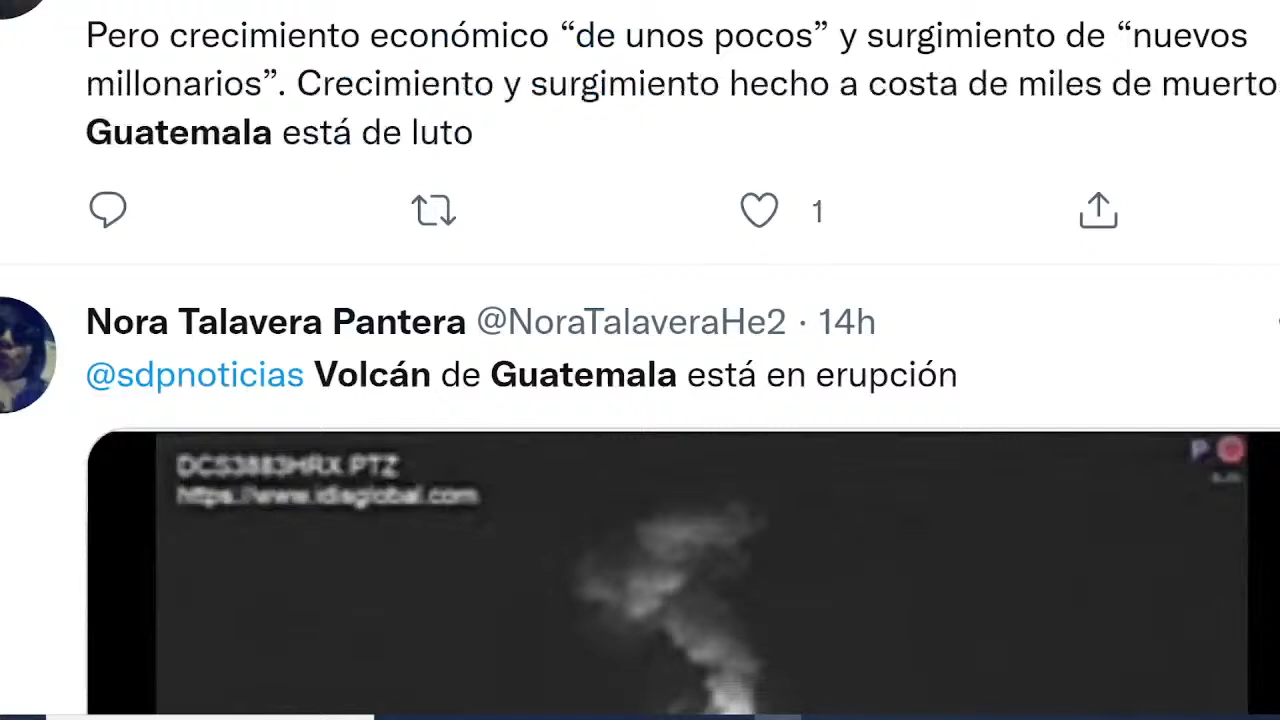 Pero crecimiento económico “de unos pocos” y surgimiento de “nuevos
millonarios”. Crecimiento y surgimiento hecho a costa de miles de muerto
Guatemala está de luto
1
Nora Talavera Pantera @NoraTalaveraHe2 · 14h
@sdpnoticias Volcán de Guatemala está en erupción
DCS3883HRX PTZ
https://www.idisglobal.com
P